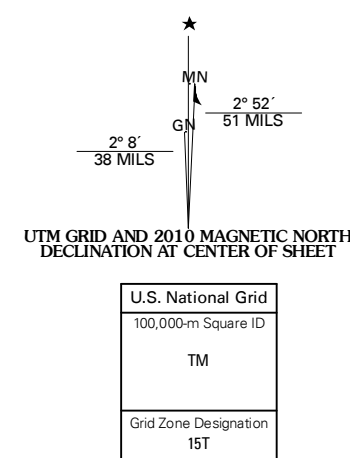 MN
2° 52´
51 MILS
GN
2° 8´
38 MILS
UTM GRID AND 2010 MAGNETIC NORTH
DECLINATION AT CENTER OF SHEET
U.S. National Grid
100,000-m Square ID
TM
Grid Zone Designation
15T